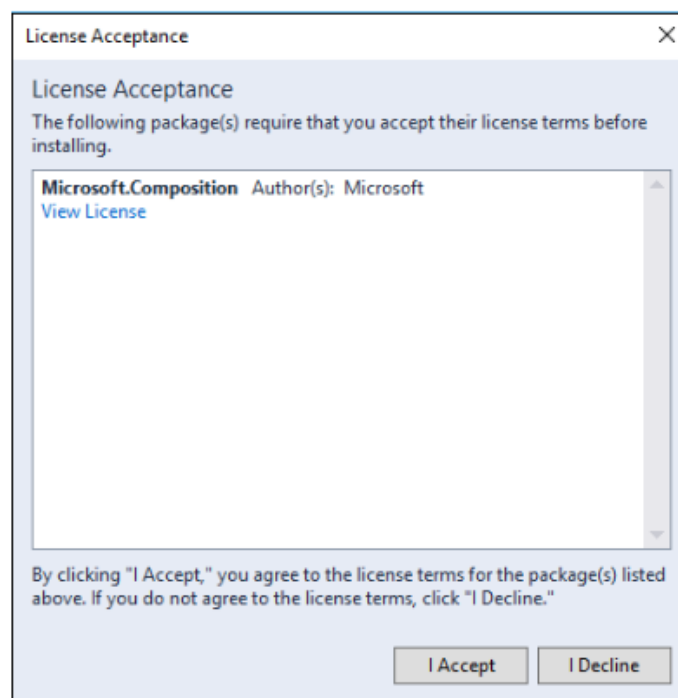 License Acceptance
License Acceptance
The following package(s) require that you accept their license terms before
installing.
Microsoft.Composition Author(s): Microsoft
View License
By clicking "I Accept," you agree to the license terms for the package(s) listed
above. If you do not agree to the license terms, click "I Decline."
I Accept I Decline